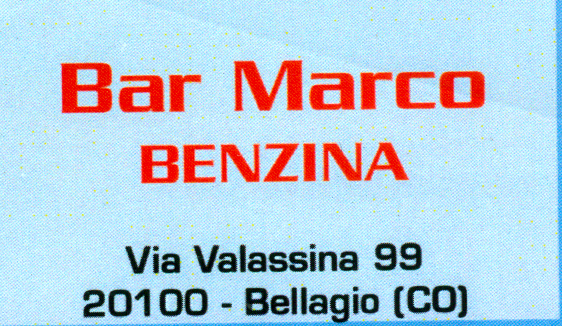 Bar Marco
BENZINA
Via Valassina 99
20100 - Bellagio (CO)